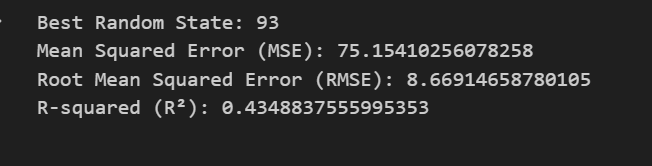 Best Random State: 93
Mean Squared Error (MSE): 75.15410256078258
Root Mean Squared Error (RMSE): 8.66914658780105
R-squared (R²): 0.4348837555995353